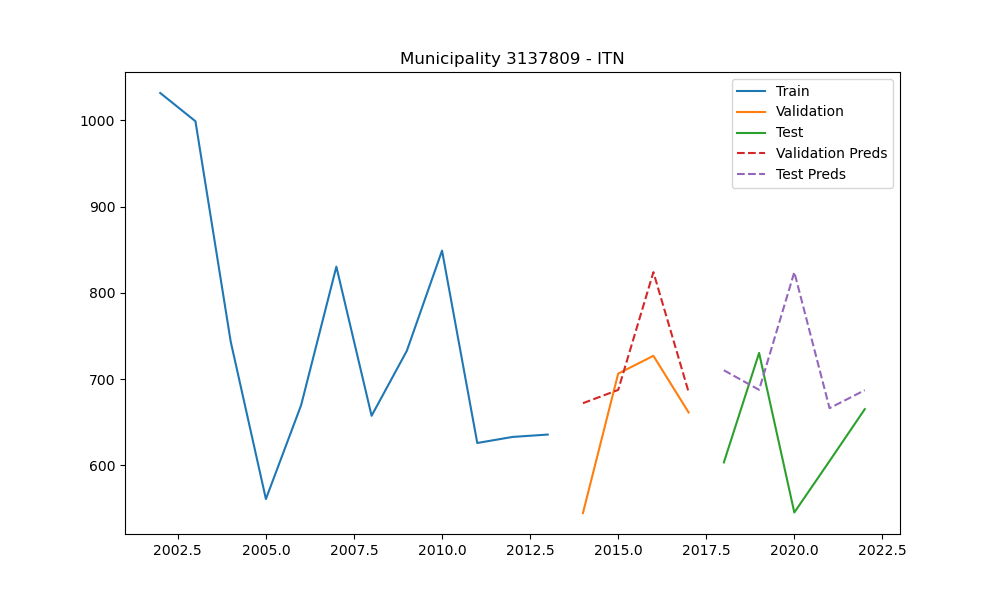 Municipality 3137809 - ITN
Train
Validation
Test
Validation Preds
Test Preds
1000
900
800
700
600
2002.5 2005.0 2007.5 2010.0 2012.5 2015.0 2017.5 2020.0 2022.5